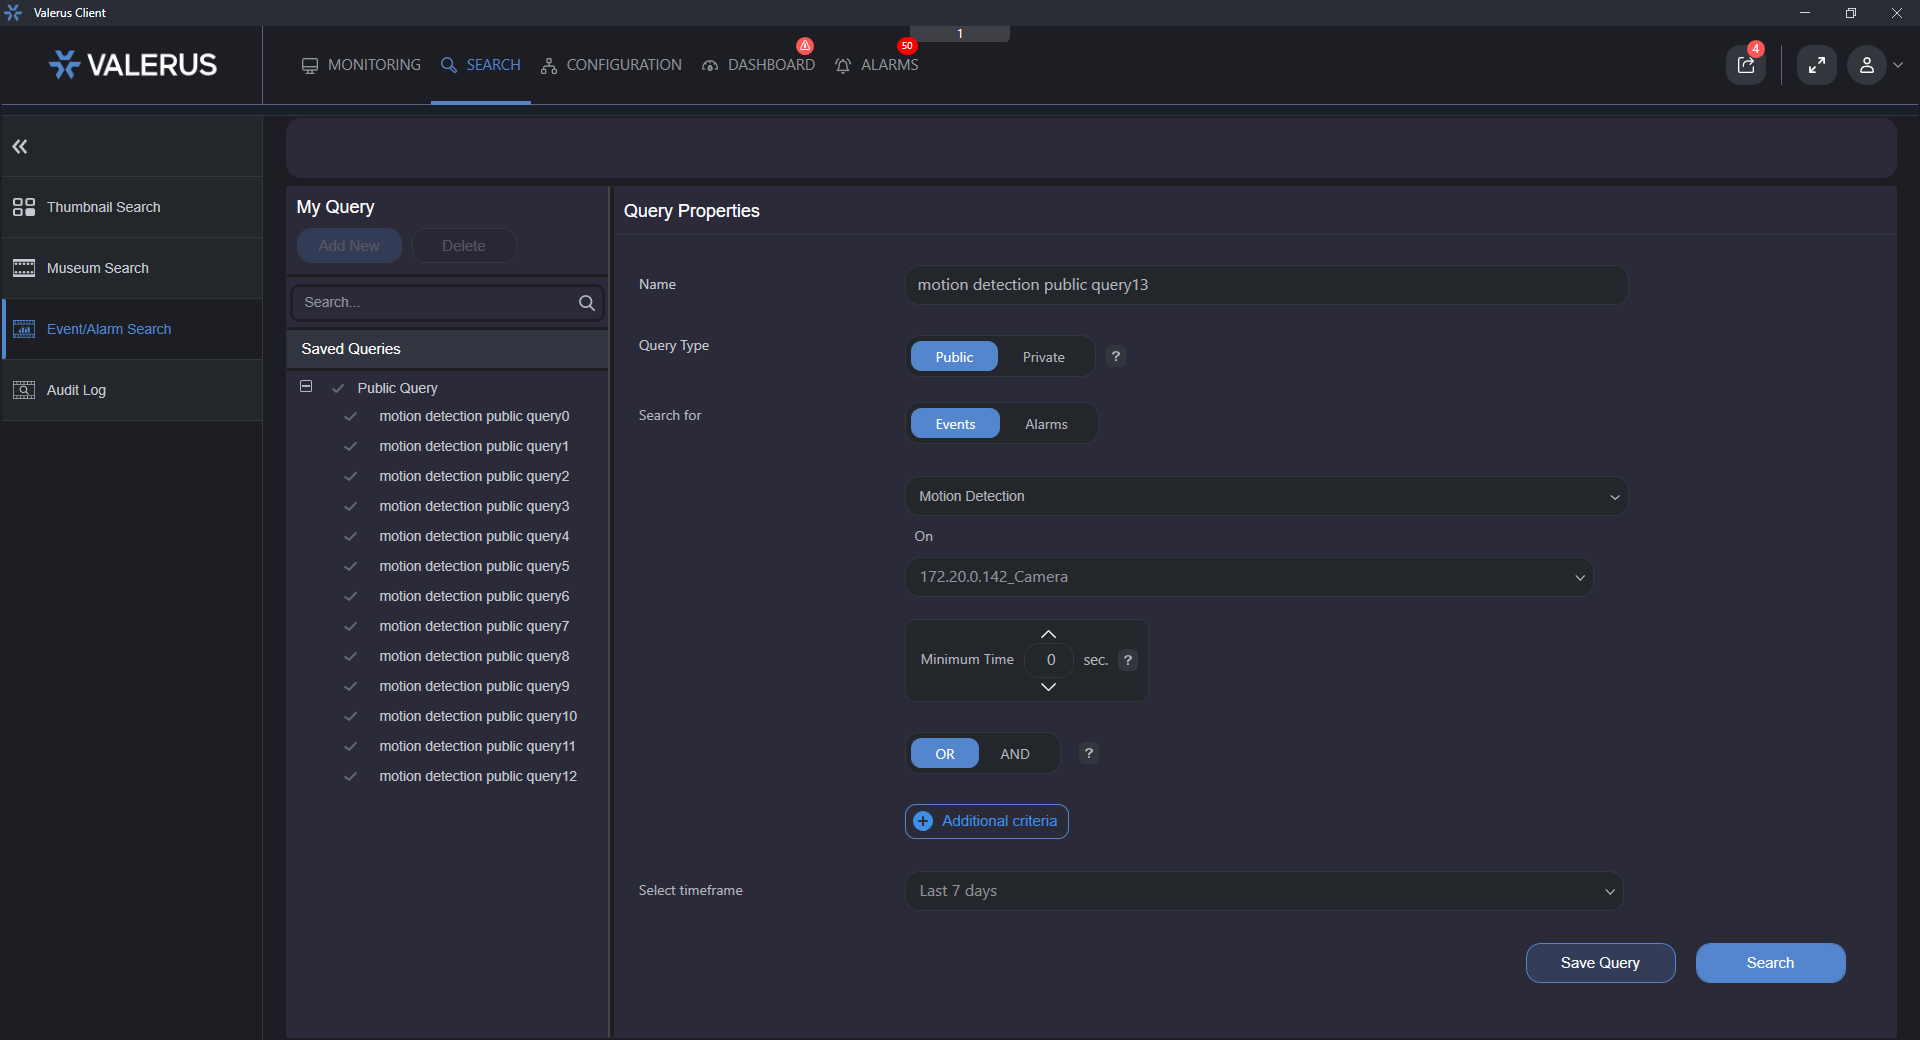 Valerus Client
VALERUS
MONITORING
SEARCH
CONFIGURATION
DASHBOARD
50
ALARMS
1
4
Thumbnail Search
Museum Search
Event/Alarm Search
Audit Log
My Query
Add New
Delete
Search...
Saved Queries
Public Query
motion detection public query0
motion detection public query1
motion detection public query2
motion detection public query3
motion detection public query4
motion detection public query5
motion detection public query6
motion detection public query7
motion detection public query8
motion detection public query9
motion detection public query10
motion detection public query11
motion detection public query12
Query Properties
Name
motion detection public query13
Query Type
Public
Private
?
Search for
Events
Alarms
Motion Detection
On
172.20.0.142_Camera
Minimum Time
0
sec.
?
OR
AND
?
Additional criteria
Select timeframe
Last 7 days
Save Query
Search